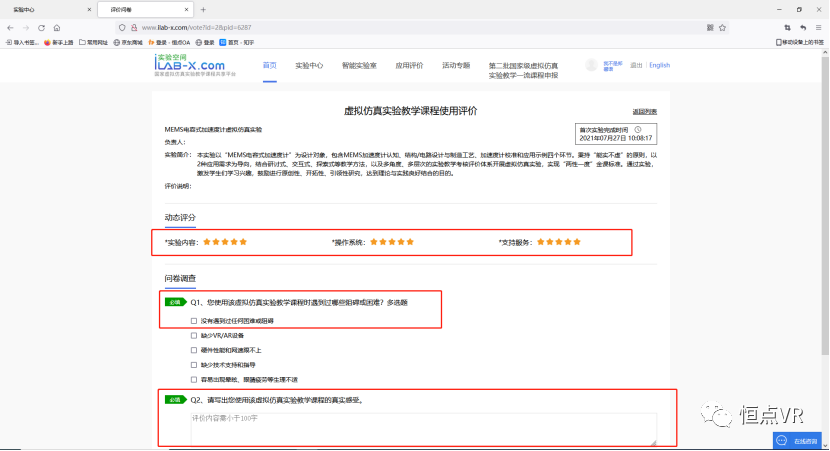 实验中心
评价问卷
www.ilab-x.com/vote?id=2&pid=6287
导入书签...
新手上路
常用网址
京东商城
登录 - 恒点OA
登录
首页 - 知乎
移动设备上的书签
实验空间
iLAB-X.com
国家虚拟仿真实验教学课程共享平台
首页
实验中心
智能实验室
应用评价
活动专题
第二批国家级虚拟仿真
实验教学一流课程申报
退出
English
虚拟仿真实验教学课程使用评价
返回列表
MEMS电容式加速度计虚拟仿真实验
首次实验完成时间
2021年07月27日 10:08:17
负责人：
实验简介：本实验以“MEMS电容式加速度计”为设计对象，包含MEMS加速度计认知、结构/电路设计与制造工艺、加速度计校准和应用示例四个环节。秉持“能实不虚”的原则，以
2种应用需求为导向，结合研讨式、交互式、探索式等教学方法，以及多角度、多层次的实验教学考核评价体系开展虚拟仿真实验，实现“两性一度”金课标准。通过实验，
激发学生们学习兴趣，鼓励进行原创性、开拓性、引领性研究，达到理论与实践良好结合的目的。
评价说明：
动态评分
*实验内容：
*操作系统：
*支持服务：
问卷调查
必填 Q1、您使用该虚拟仿真实验教学课程时遇到过哪些阻碍或困难？多选题
没有遇到过任何困难或阻碍
缺少VR/AR设备
硬件性能和网速跟不上
缺少技术支持和指导
容易出现晕眩、眼睛疲劳等生理不适
必填 Q2、请写出您使用该虚拟仿真实验教学课程的真实感受。
评价内容需小于100字
恒点VR
在线咨询